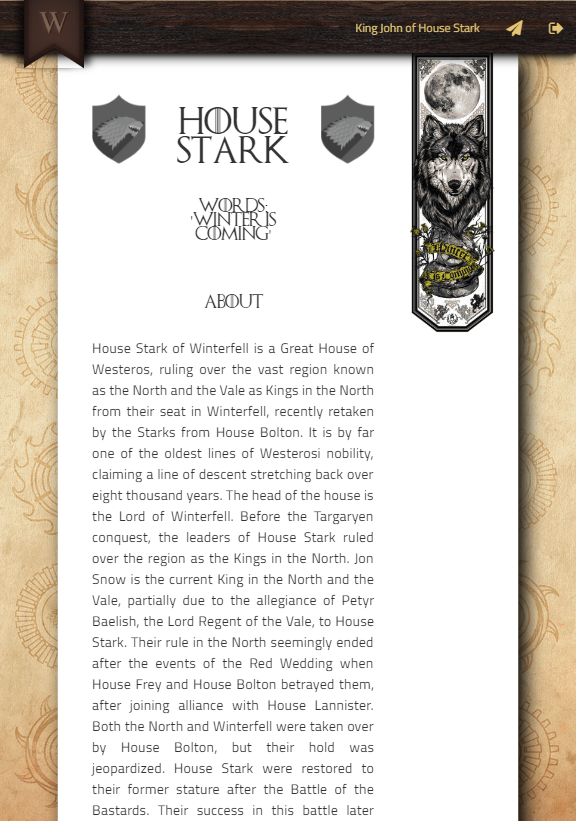 W
King John of House Stark
HOUSE
STARK
WORDS:
'WINTER IS
COMING'
Winter
is Coming
ABOUT
House Stark of Winterfell is a Great House of
Westeros, ruling over the vast region known
as the North and the Vale as Kings in the North
from their seat in Winterfell, recently retaken
by the Starks from House Bolton. It is by far
one of the oldest lines of Westerosi nobility,
claiming a line of descent stretching back over
eight thousand years. The head of the house is
the Lord of Winterfell. Before the Targaryen
conquest, the leaders of House Stark ruled
over the region as the Kings in the North. Jon
Snow is the current King in the North and the
Vale, partially due to the allegiance of Petyr
Baelish, the Lord Regent of the Vale, to House
Stark. Their rule in the North seemingly ended
after the events of the Red Wedding when
House Frey and House Bolton betrayed them,
after joining alliance with House Lannister.
Both the North and Winterfell were taken over
by House Bolton, but their hold was
jeopardized. House Stark were restored to
their former stature after the Battle of the
Bastards. Their success in this battle later